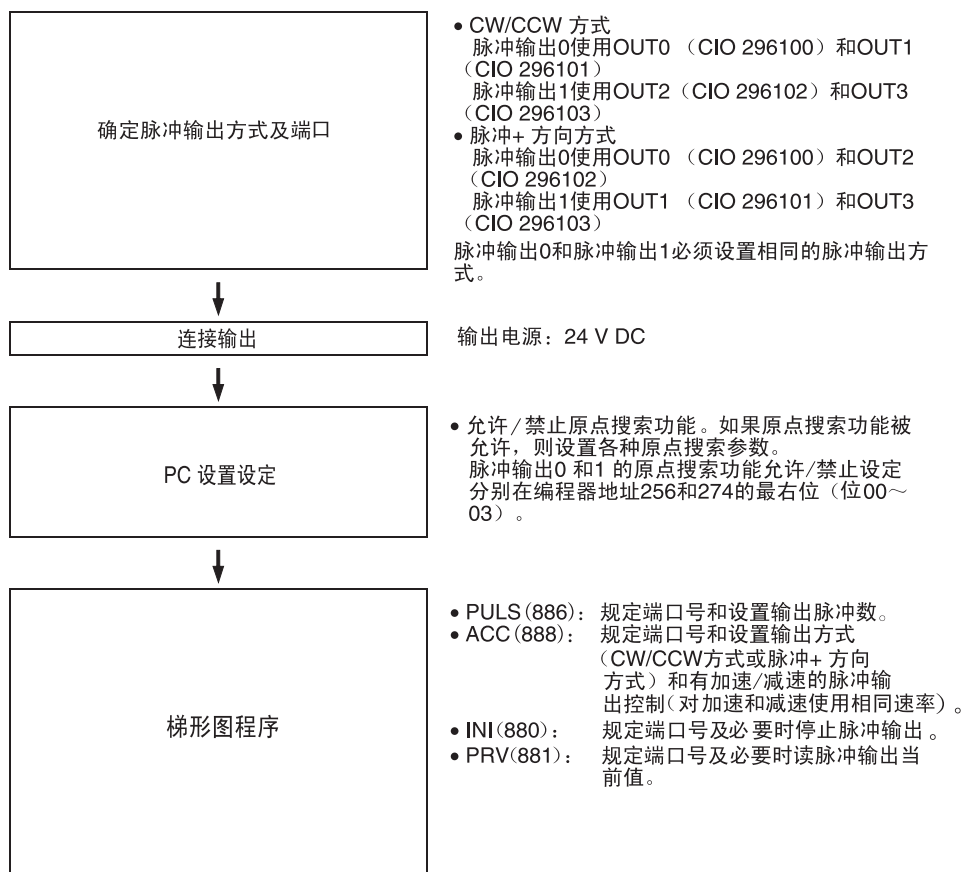 确定脉冲输出方式及端口
• CW/CCW 方式
脉冲输出0使用OUT0 （CIO 296100）和OUT1
（CIO 296101）
脉冲输出1使用OUT2（CIO 296102）和OUT3
（CIO 296103）
• 脉冲+ 方向方式
脉冲输出0使用OUT0 （CIO 296100）和OUT2
（CIO 296102）
脉冲输出1使用OUT1 （CIO 296101）和OUT3
（CIO 296103）
脉冲输出0和脉冲输出1必须设置相同的脉冲输出方
式。
连接输出
输出电源：24 V DC
PC 设置设定
• 允许/禁止原点搜索功能。如果原点搜索功能被
允许，则设置各种原点搜索参数。
脉冲输出0 和1 的原点搜索功能允许/禁止设定
分别在编程器地址256和274的最右位（位00～
03）。
梯形图程序
• PULS(886)： 规定端口号和设置输出脉冲数。
• ACC(888)： 规定端口号和设置输出方式
（CW/CCW方式或脉冲+ 方向
方式）和有加速/减速的脉冲输
出控制(对加速和减速使用相同速率)。
• INI(880)： 规定端口号及必要时停止脉冲输出。
• PRV(881)： 规定端口号及必要时读脉冲输出当
前值。